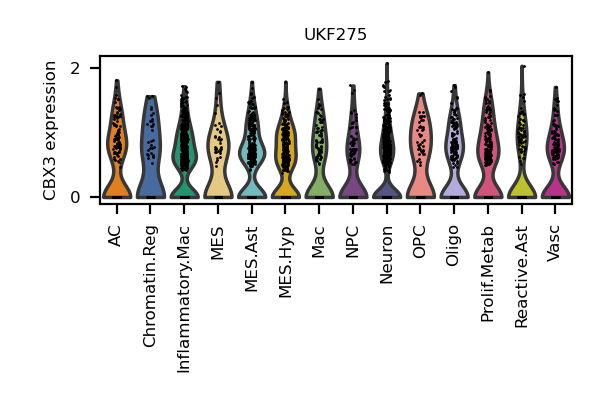 UKF275
CBX3 expression
2
0
AC
Chromatin.Reg
Inflammatory.Mac
MES
MES.Ast
MES.Hyp
Mac
NPC
Neuron
OPC
Oligo
Prolif.Metab
Reactive.Ast
Vasc